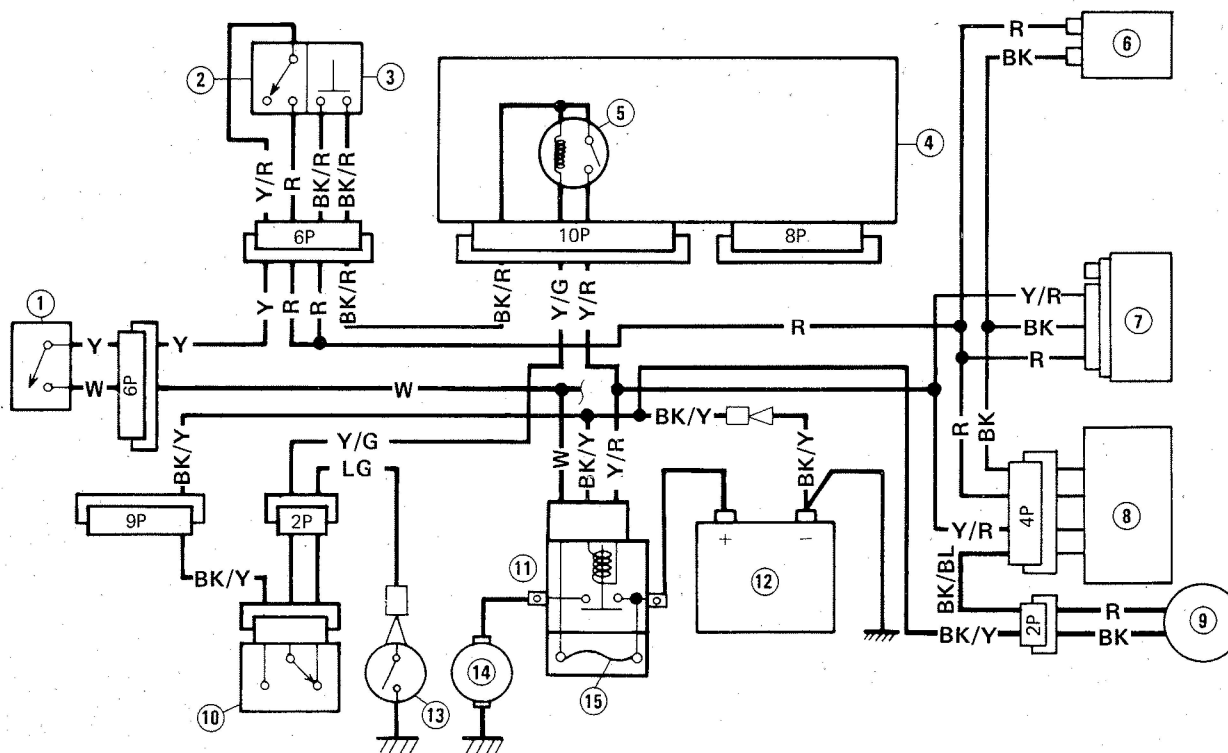 R
6
BK
2
3
5
4
Y/R
R
BK/R
BK/R
6P
10P
8P
1
Y
R
R
BK/R
BK/R
Y/G
Y/R
Y/R
7
R
BK
R
Y
6P
Y
W
W
BK/Y
R
BK
Y/G
BK/Y
LG
W
BK/Y
Y/R
BK/Y
9P
2P
+
−
Y/R
4P
8
BK/Y
11
12
BK/BL
2P
R
9
BK/Y
BK
14
10
13
15